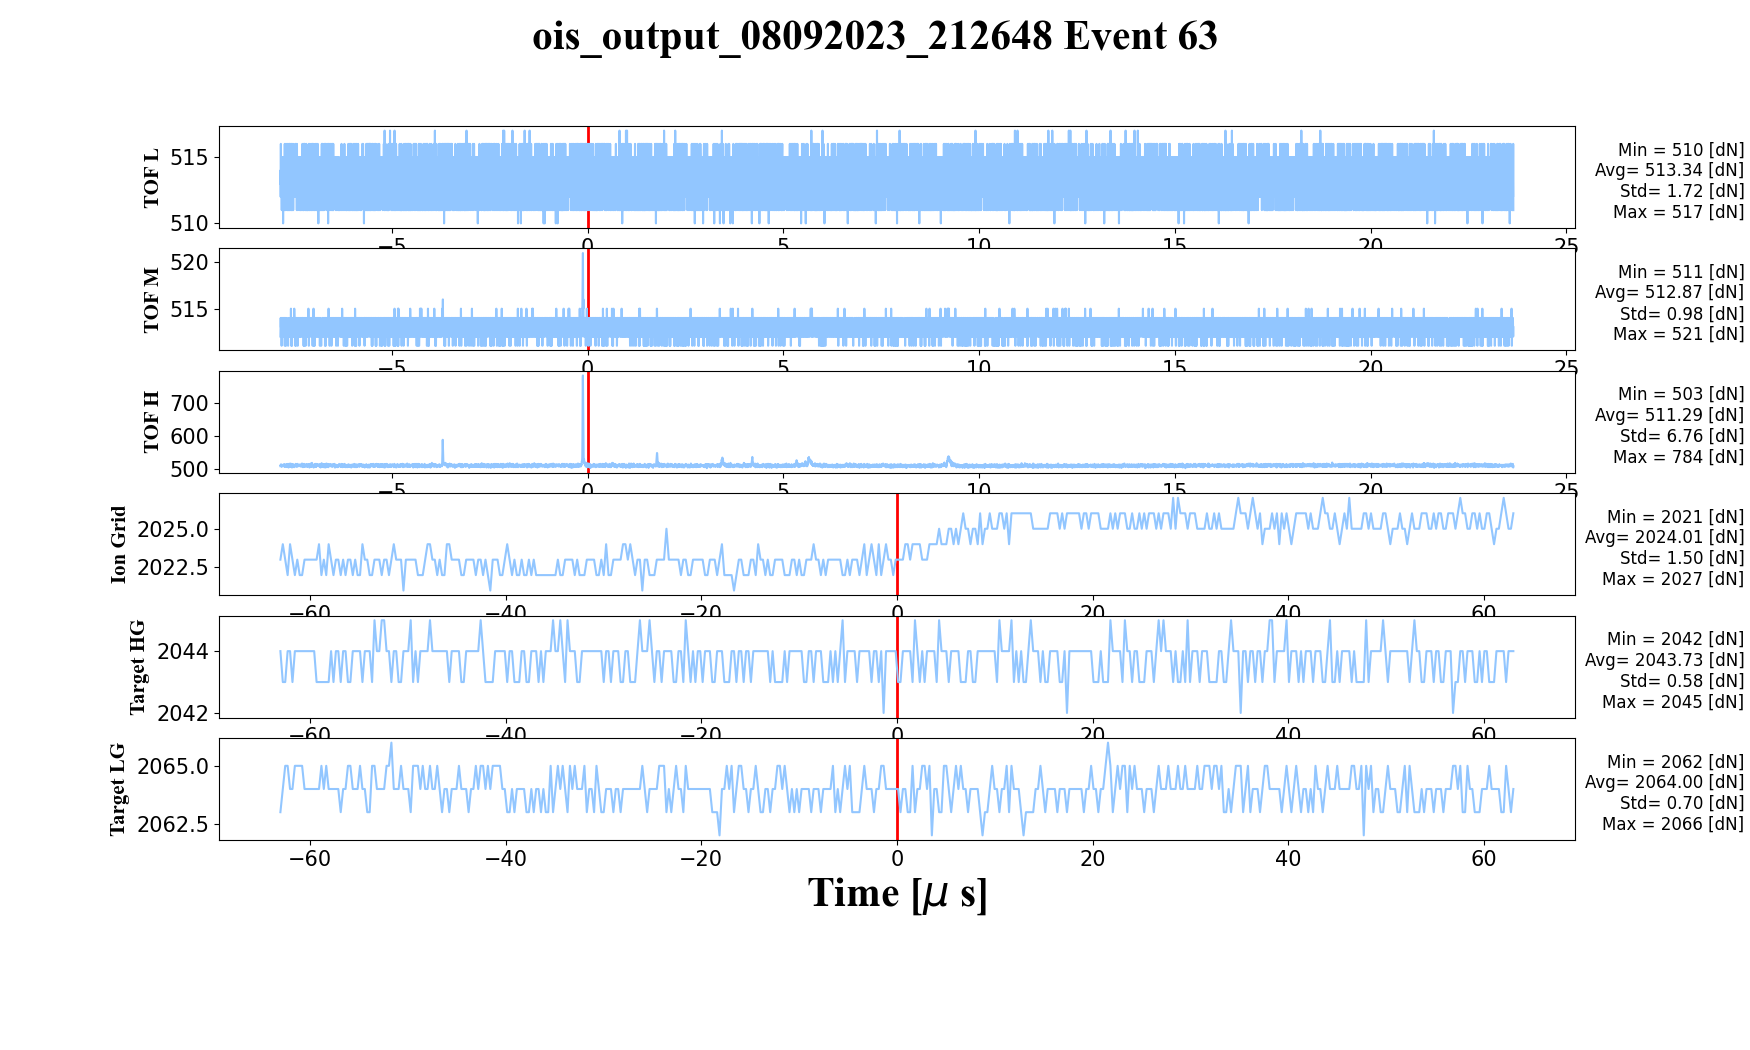 ois_output_08092023_212648 Event 63
TOF L
515
510
−5
0
5
10
15
20
25
Min = 510 [dN]
Avg= 513.34 [dN]
Std= 1.72 [dN]
Max = 517 [dN]
TOF M
520
515
−5
0
5
10
15
20
25
Min = 511 [dN]
Avg= 512.87 [dN]
Std= 0.98 [dN]
Max = 521 [dN]
TOF H
700
600
500
−5
0
5
10
15
20
25
Min = 503 [dN]
Avg= 511.29 [dN]
Std= 6.76 [dN]
Max = 784 [dN]
Ion Grid
2025.0
2022.5
−60
−40
−20
0
20
40
60
Min = 2021 [dN]
Avg= 2024.01 [dN]
Std= 1.50 [dN]
Max = 2027 [dN]
Target HG
2044
2042
−60
−40
−20
0
20
40
60
Min = 2042 [dN]
Avg= 2043.73 [dN]
Std= 0.58 [dN]
Max = 2045 [dN]
Target LG
2065.0
2062.5
−60
−40
−20
0
20
40
60
Min = 2062 [dN]
Avg= 2064.00 [dN]
Std= 0.70 [dN]
Max = 2066 [dN]
Time [μ s]